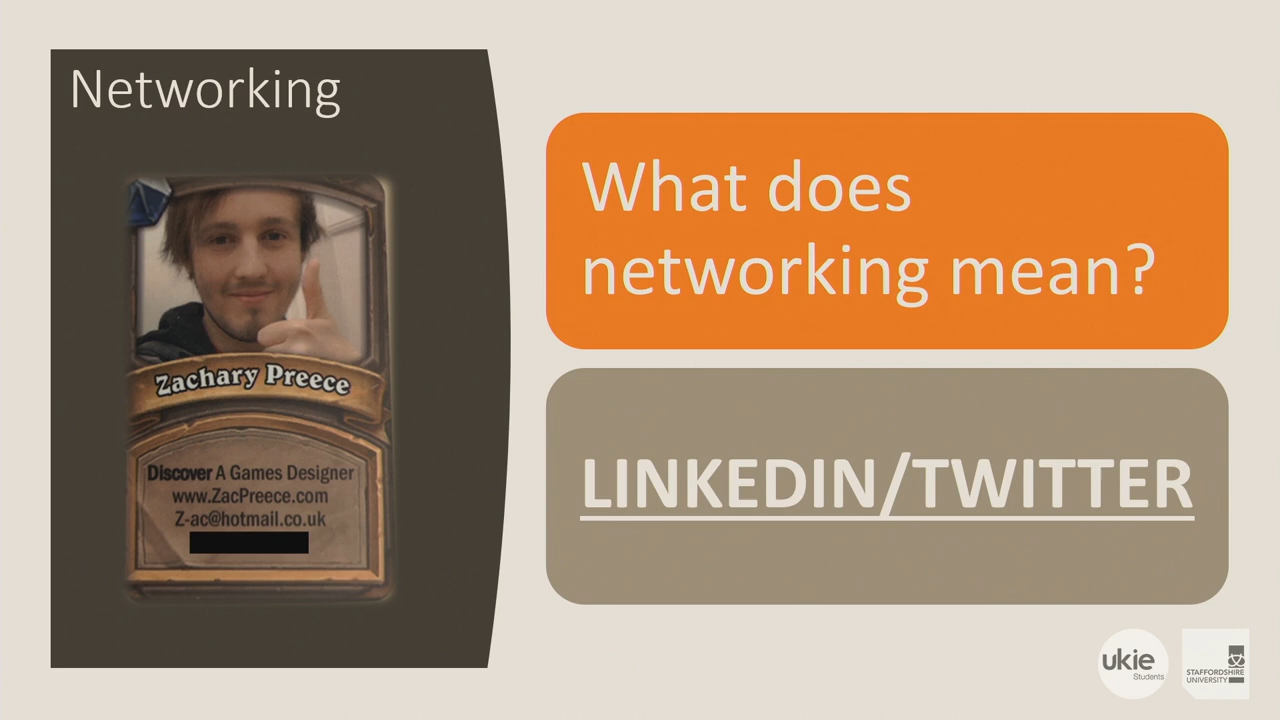 Networking
Zachary Preece
Discover A Games Designer
www.ZacPreece.com
Z-ac@hotmail.co.uk
What does
networking mean?
LINKEDIN/TWITTER
ukie
Students
STAFFORDSHIRE
UNIVERSITY